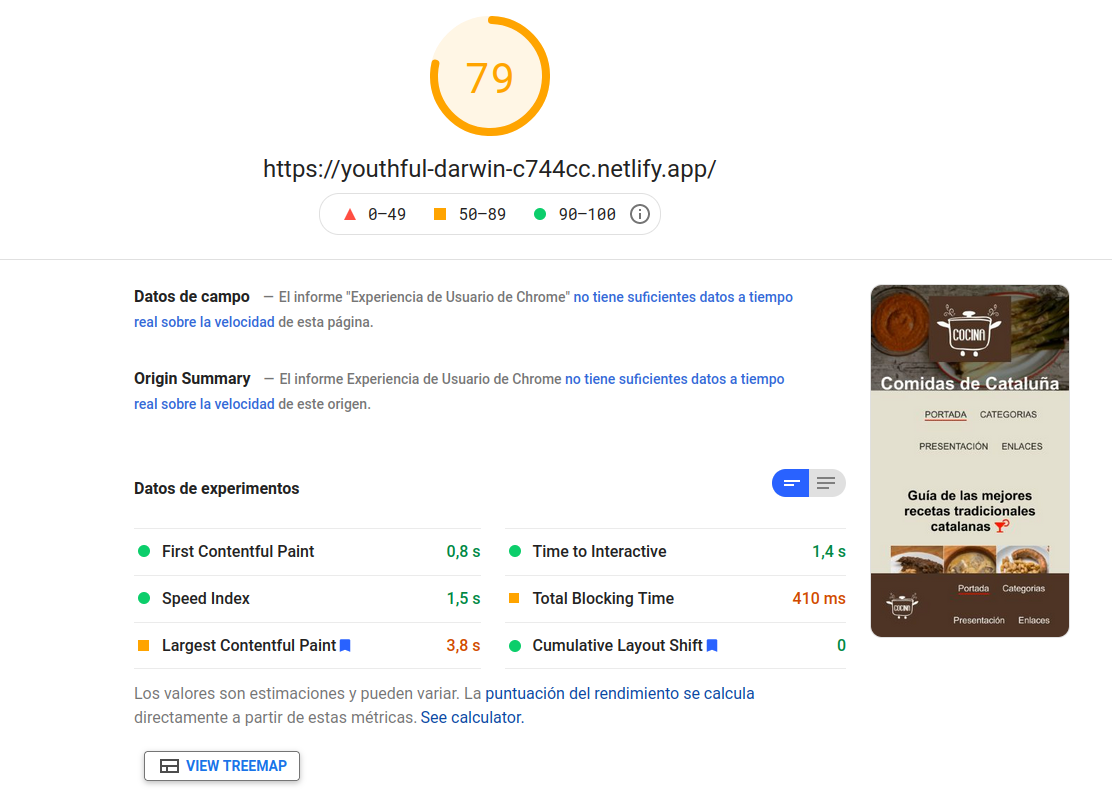 79
https://youthful-darwin-c744cc.netlify.app/
0–49 50–89 90–100
Datos de campo — El informe "Experiencia de Usuario de Chrome" no tiene suficientes datos a tiempo
real sobre la velocidad de esta página.
Origin Summary — El informe Experiencia de Usuario de Chrome no tiene suficientes datos a tiempo
real sobre la velocidad de este origen.
Datos de experimentos
First Contentful Paint 0,8 s
Time to Interactive 1,4 s
Speed Index 1,5 s
Total Blocking Time 410 ms
Largest Contentful Paint 3,8 s
Cumulative Layout Shift 0
Los valores son estimaciones y pueden variar. La puntuación del rendimiento se calcula
directamente a partir de estas métricas. See calculator.
VIEW TREEMAP
COCINA
Comidas de Cataluña
PORTADA CATEGORIAS
PRESENTACIÓN ENLACES
Guía de las mejores
recetas tradicionales
catalanas
COCINA
Portada Categorias
Presentación Enlaces